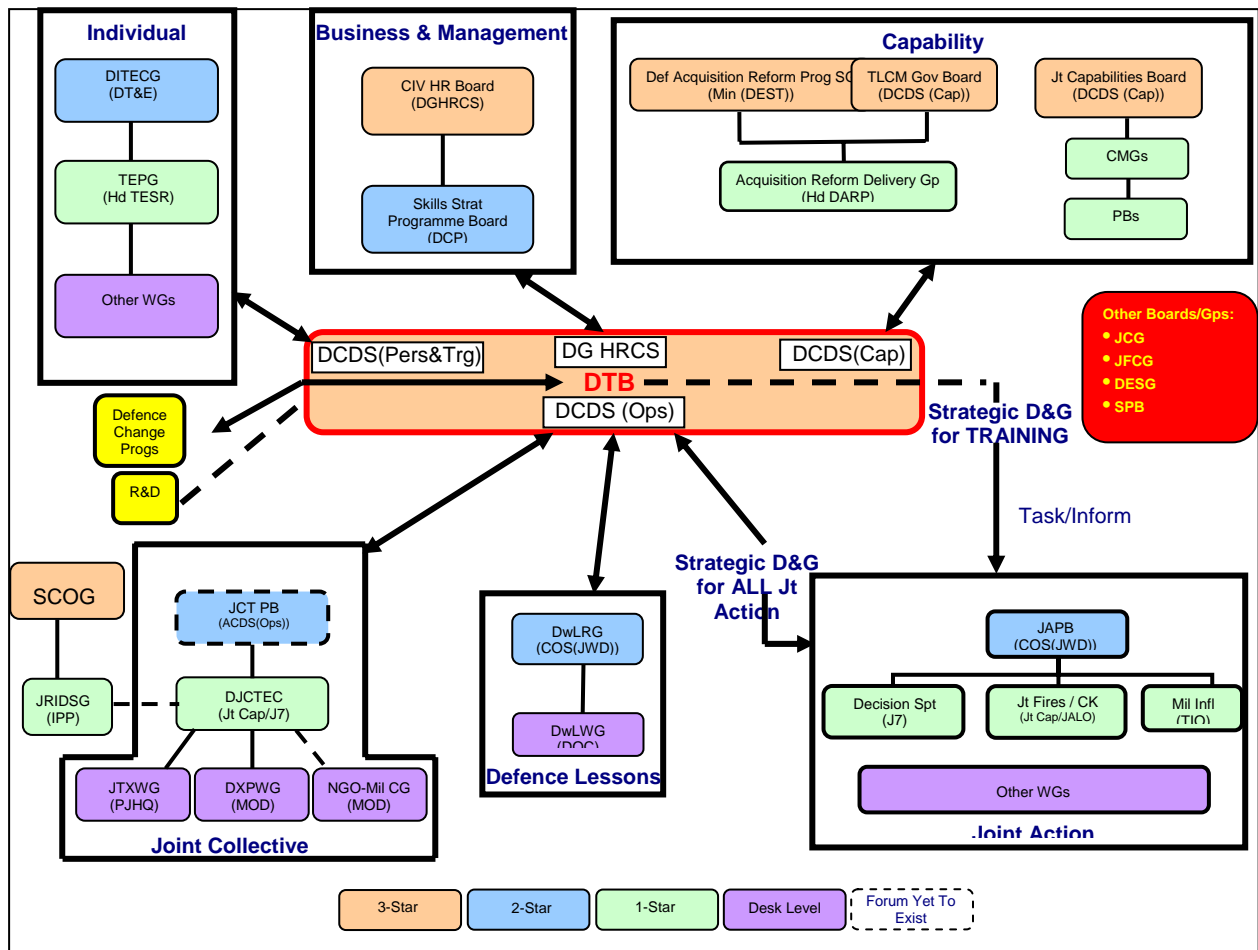 Individual
DITECG
(DT&E)
TEPG
(Hd TESR)
Other WGs
Business & Management
CIV HR Board
(DGHRCS)
Skills Strat
Programme Board
(DCP)
Capability
Def Acquisition Reform Prog SC
(Min (DEST))
TLCM Gov Board
(DCDS (Cap))
Jt Capabilities Board
(DCDS (Cap))
Acquisition Reform Delivery Gp
(Hd DARP)
CMGs
PBs
DCDS(Pers&Trg)
DG HRCS
DCDS(Cap)
DTB
DCDS (Ops)
Other Boards/Gps:
• JCG
• JFCG
• DESG
• SPB
Defence
Change
Progs
R&D
Strategic D&G
for TRAINING
Task/Inform
Strategic D&G
for ALL Jt
Action
SCOG
JRIDSG
(IPP)
JCT PB
(ACDS(Ops))
DJCTEC
(Jt Cap/J7)
JTXWG
(PJHQ)
DXPWG
(MOD)
NGO-Mil CG
(MOD)
Joint Collective
DwLRG
(COS(JWD))
DwLWG
(DOC)
Defence Lessons
JAPB
(COS(JWD))
Decision Spt
(J7)
Jt Fires / CK
(Jt Cap/JALO)
Mil Infl
(TIO)
Other WGs
Joint Action
3-Star
2-Star
1-Star
Desk Level
Forum Yet To
Exist